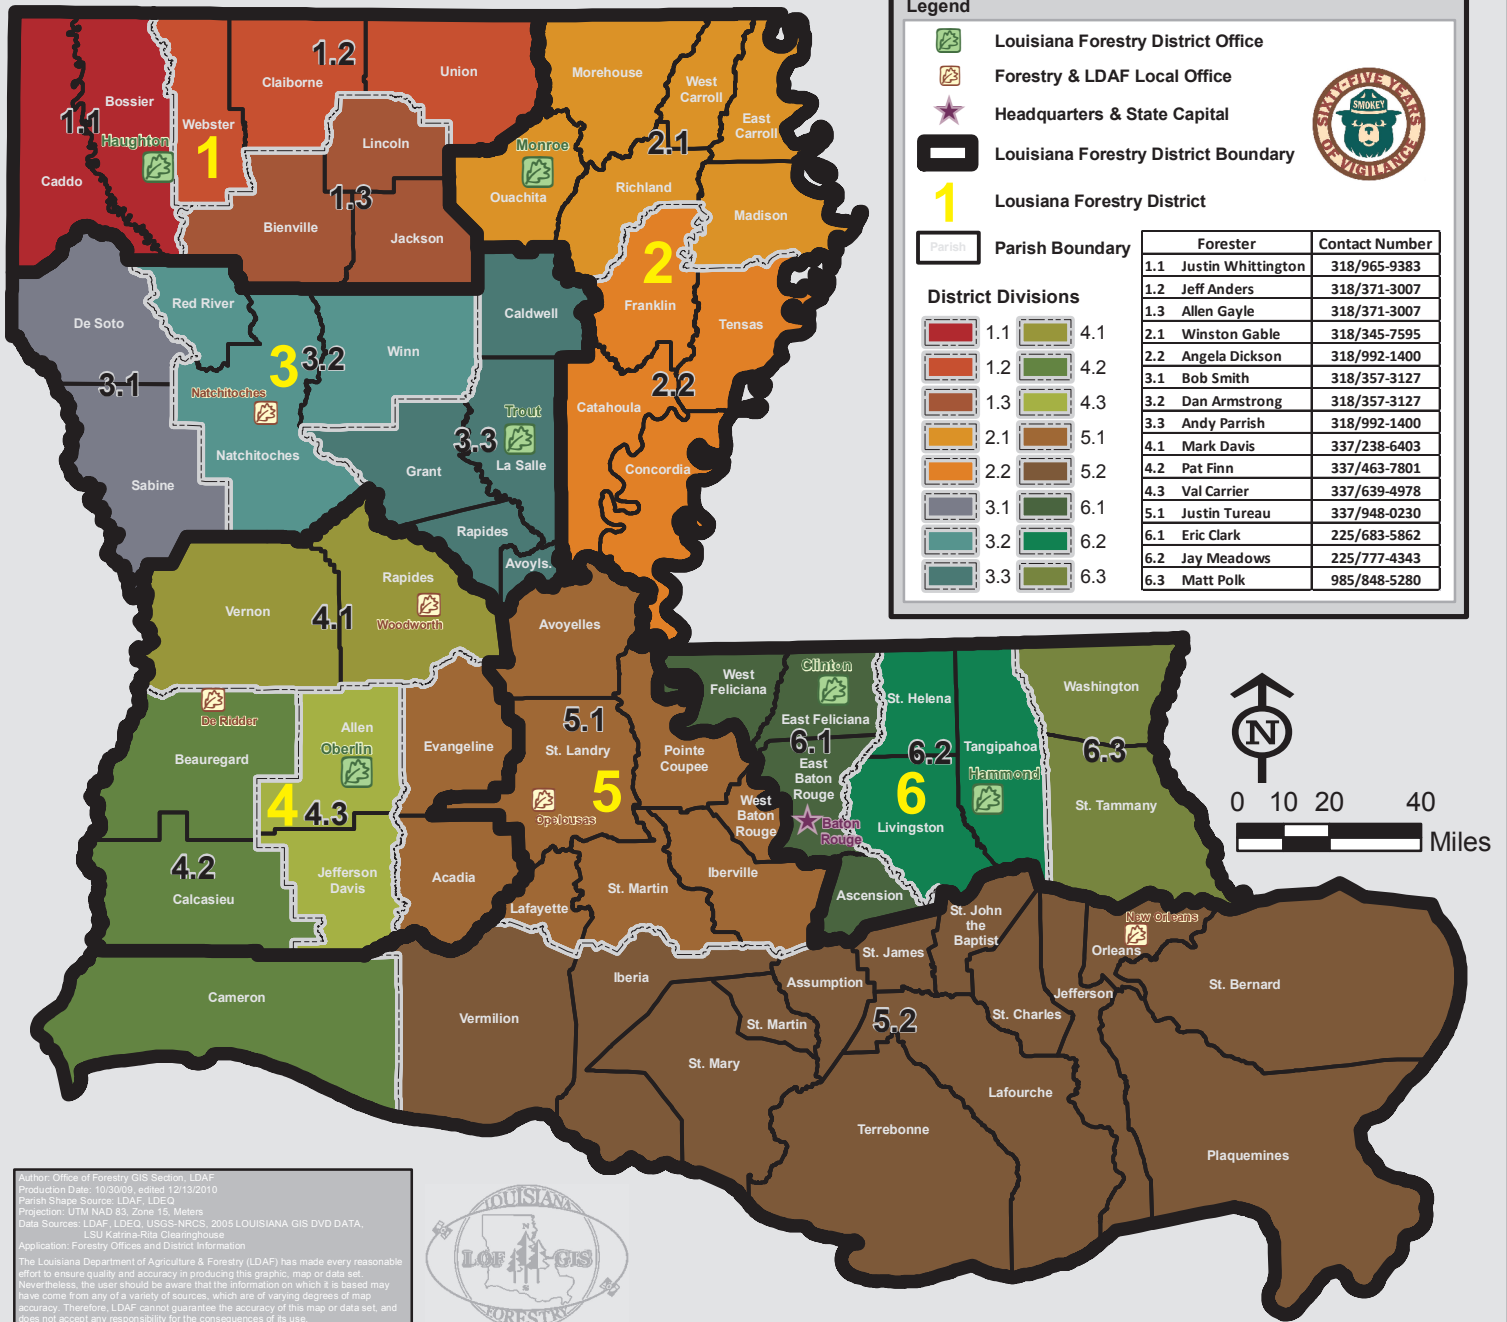 Legend
Louisiana Forestry District Office
Forestry & LDAF Local Office
Headquarters & State Capital
Louisiana Forestry District Boundary
1 Lousiana Forestry District
Parish Parish Boundary
SIXTY-FIVE YEARS
SMOKEY
OF VIGILANCE
District Divisions
1.1 4.1
1.2 4.2
1.3 4.3
2.1 5.1
2.2 5.2
3.1 6.1
3.2 6.2
3.3 6.3
Forester Contact Number
1.1 Justin Whittington 318/965-9383
1.2 Jeff Anders 318/371-3007
1.3 Allen Gayle 318/371-3007
2.1 Winston Gable 318/345-7595
2.2 Angela Dickson 318/992-1400
3.1 Bob Smith 318/357-3127
3.2 Dan Armstrong 318/357-3127
3.3 Andy Parrish 318/992-1400
4.1 Mark Davis 337/238-6403
4.2 Pat Finn 337/463-7801
4.3 Val Carrier 337/639-4978
5.1 Justin Tureau 337/948-0230
6.1 Eric Clark 225/683-5862
6.2 Jay Meadows 225/777-4343
6.3 Matt Polk 985/848-5280
1.2
Claiborne
Union
Bossier
1.1
Webster
Haughton
1
Caddo
Lincoln
1.3
Bienville
Jackson
Morehouse
West
Carroll
East
Carroll
2.1
Monroe
Ouachita
Richland
Madison
2
Franklin
Tensas
2.2
Catahoula
Concordia
Red River
De Soto
Caldwell
3
3.2
Winn
3.1
Natchitoches
Natchitoches
Trout
3.3
La Salle
Grant
Sabine
Rapides
Avoyls.
Rapides
Vernon
4.1
Woodworth
Avoyelles
De Ridder
Beauregard
Allen
Oberlin
4
4.3
4.2
Calcasieu
Jefferson
Davis
Cameron
Evangeline
5.1
St. Landry
Pointe
Coupee
5
Opelousas
West
Baton
Rouge
Acadia
Lafayette
St. Martin
Iberville
West
Feliciana
Clinton
East Feliciana
6.1
East
Baton
Rouge
Baton
Rouge
Ascension
St. Helena
6.2
Tangipahoa
Hammond
6
Livingston
Washington
6.3
St. Tammany
N
0 10 20 40
Miles
St. John
the
Baptist
St. James
New Orleans
Orleans
St. Bernard
Iberia
Assumption
Jefferson
Vermilion
St. Martin
5.2
St. Charles
St. Mary
Lafourche
Terrebonne
Plaquemines
Author: Office of Forestry GIS Section, LDAF
Production Date: 10/30/09, edited 12/13/2010
Parish Shape Source: LDAF, LDEQ
Projection: UTM NAD 83, Zone 15, Meters
Data Sources: LDAF, LDEQ, USGS-NRCS, 2005 LOUISIANA GIS DVD DATA,
LSU Katrina-Rita Clearinghouse
Application: Forestry Offices and District Information
The Louisiana Department of Agriculture & Forestry (LDAF) has made every reasonable
effort to ensure quality and accuracy in producing this graphic, map or data set.
Nevertheless, the user should be aware that the information on which it is based may
have come from any of a variety of sources, which are of varying degrees of map
accuracy. Therefore, LDAF cannot guarantee the accuracy of this map or data set, and
does not accept any responsibility for the consequences of its use.
LOUISIANA
N
LOF GIS
S
FORESTRY